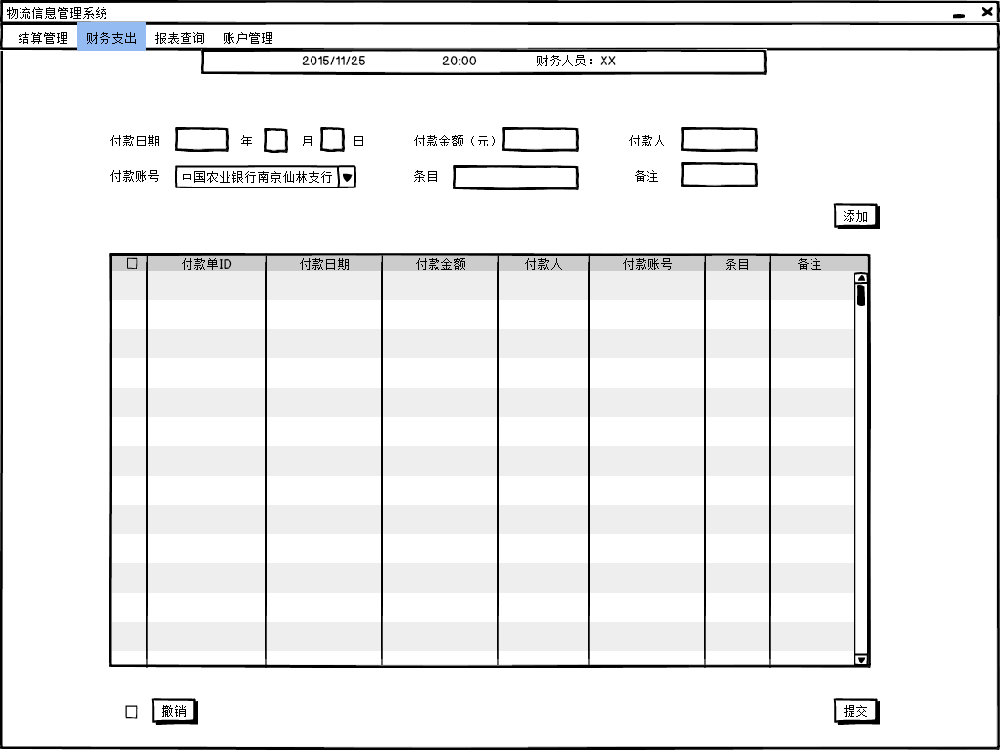 物流信息管理系统
结算管理 财务支出 报表查询 账户管理
2015/11/25 20:00 财务人员：XX
付款日期 年 月 日 付款金额（元） 付款人
付款账号 中国农业银行南京仙林支行 条目 备注
添加
付款单ID 付款日期 付款金额 付款人 付款账号 条目 备注
撤销 提交